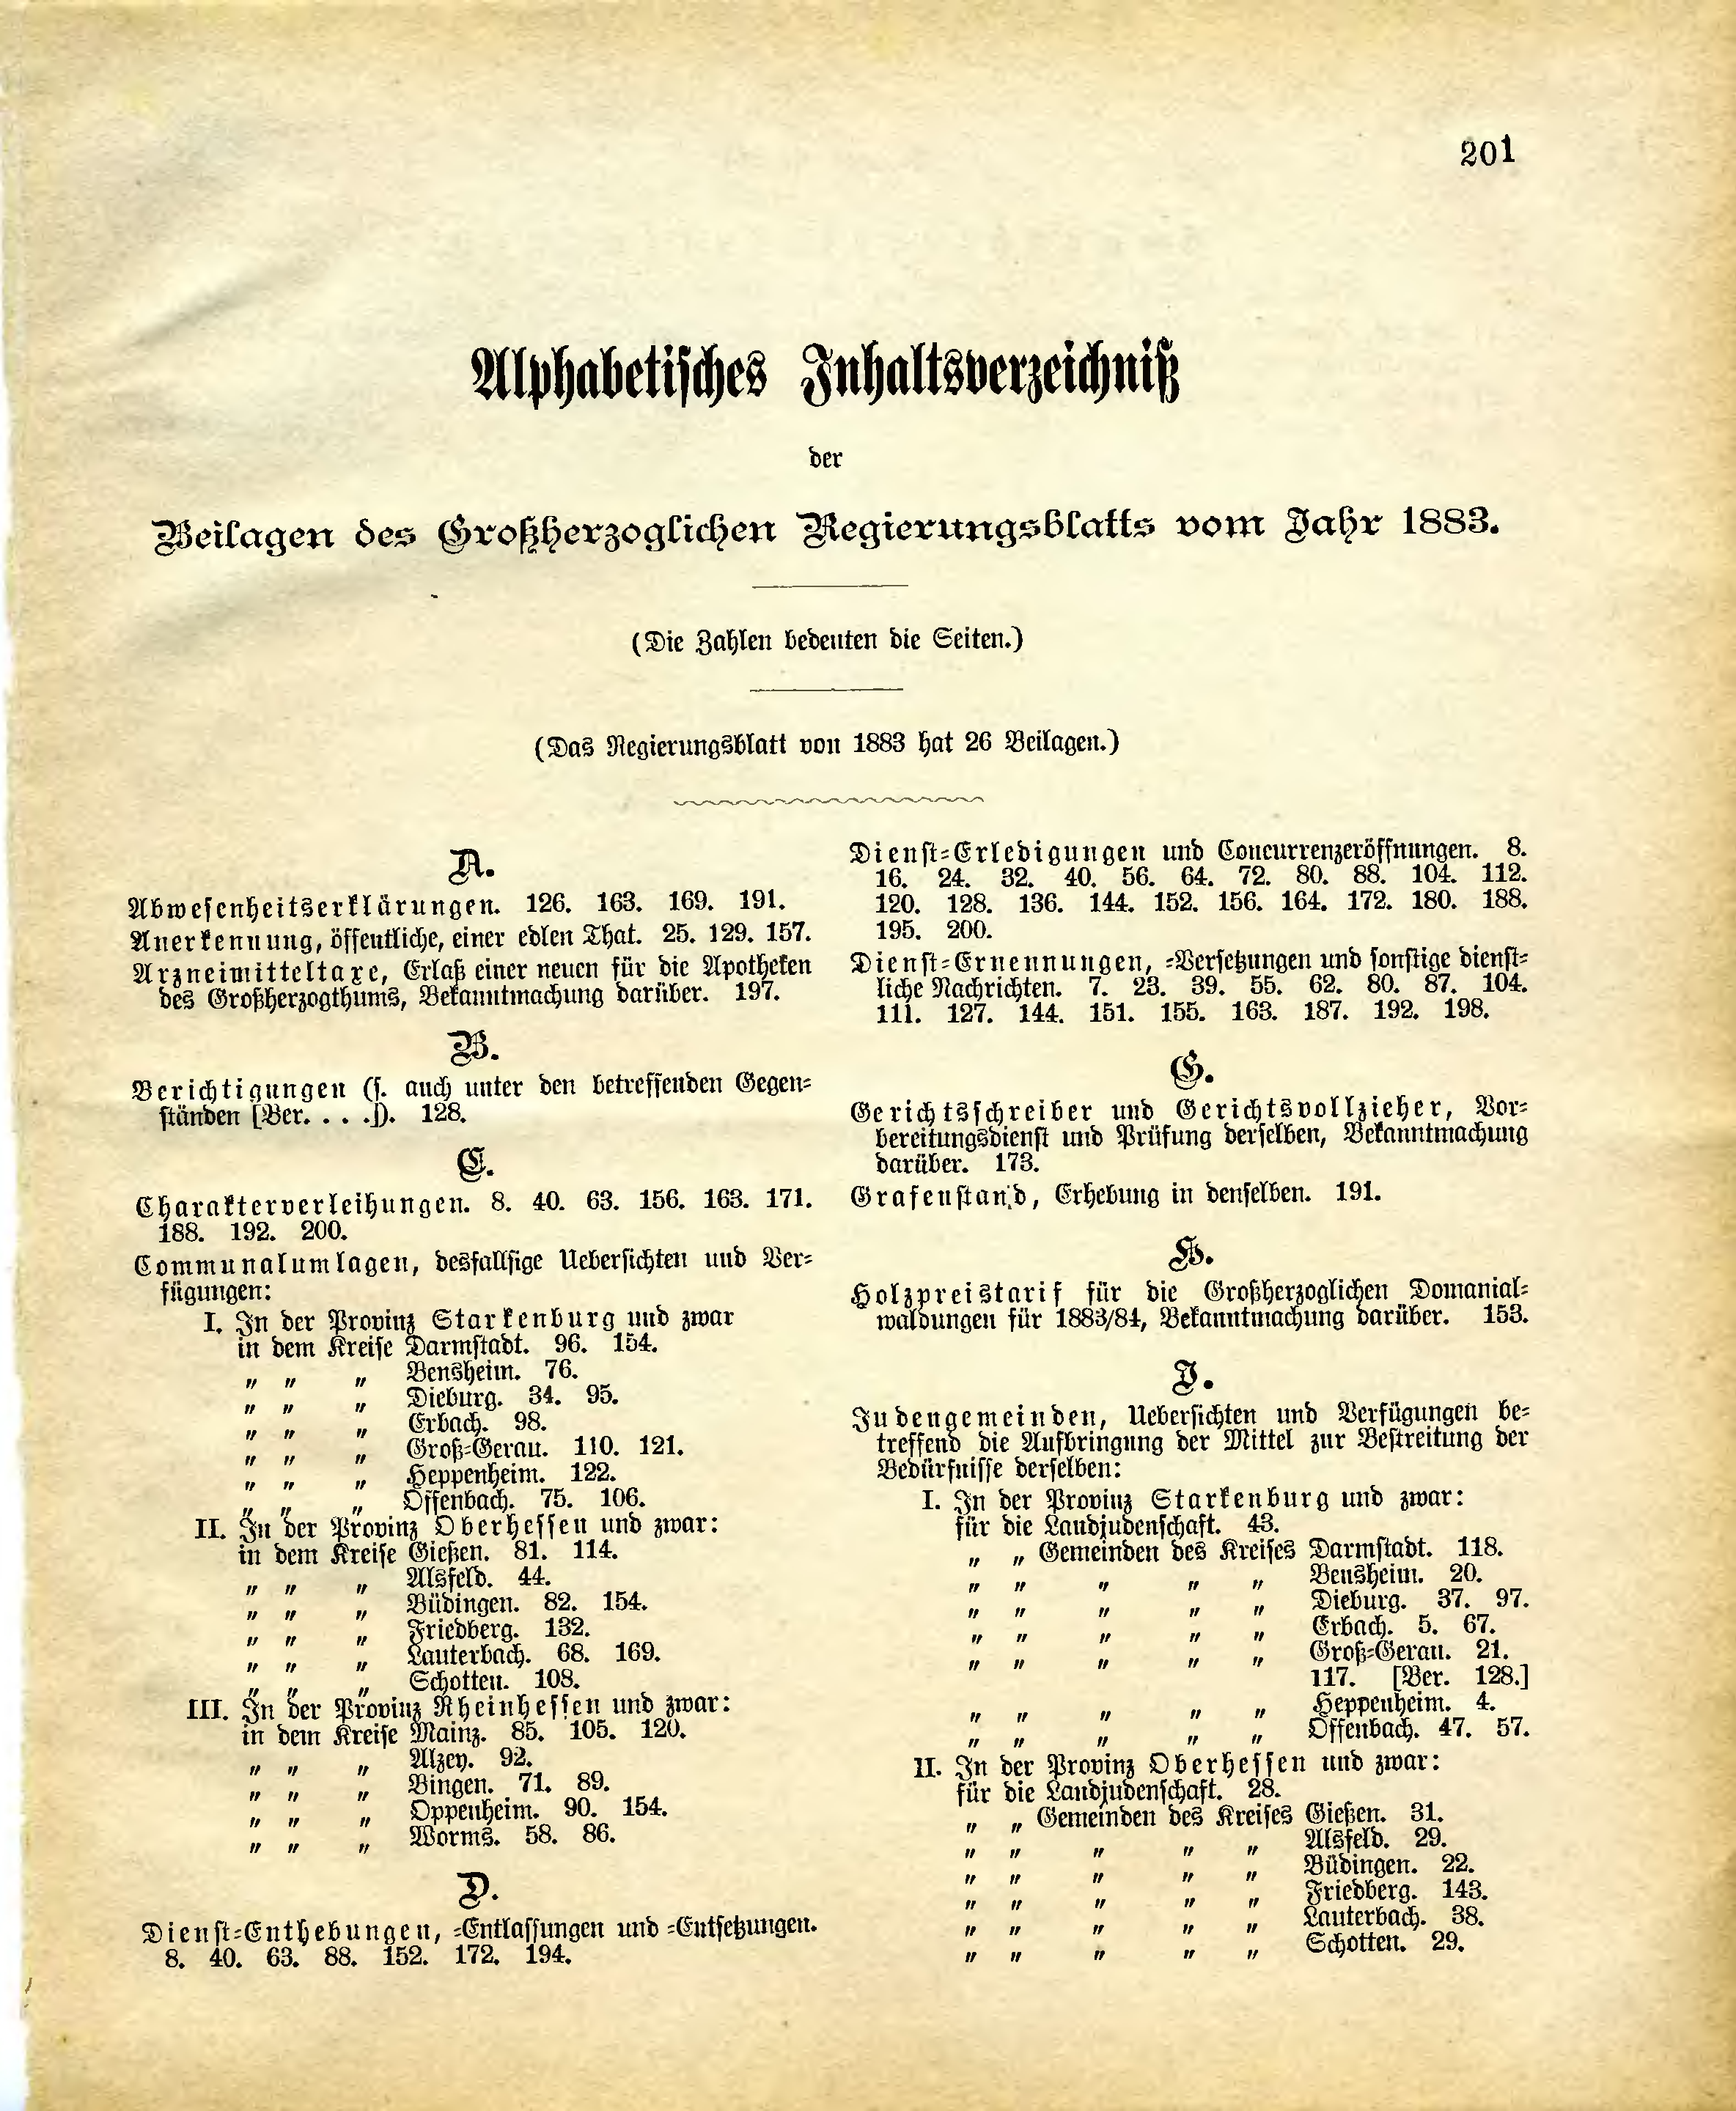 201
Alphabetisches Inhaltsverzeichniß
der
Beilagen des Großherzoglichen Regierungsblatts vom Jahr 1883.
(Die Zahlen bedeuten die Seiten.)
(Das Regierungsblatt von 1883 hat 26 Beilagen.)
A.
Abwesenheitserklärungen. 126. 163. 169. 191.
Anerkennung, öffentliche, einer edlen That. 25. 129. 157.
Arzneimitteltaxe, Erlaß einer neuen für die Apotheken
des Großherzogthums, Bekanntmachung darüber. 197.
B.
Berichtigungen (s. auch unter den betreffenden Gegen-
ständen [Ber. . . .]). 128.
C.
Charakterverleihungen. 8. 40. 63. 156. 163. 171.
188. 192. 200.
Communalumlagen, desfallsige Uebersichten und Ver-
fügungen:
I. In der Provinz Starkenburg und zwar
in dem Kreise Darmstadt. 96. 154.
„ „ „ Bensheim. 76.
„ „ „ Dieburg. 34. 95.
„ „ „ Erbach. 98.
„ „ „ Groß-Gerau. 110. 121.
„ „ „ Heppenheim. 122.
„ „ „ Offenbach. 75. 106.
II. In der Provinz Oberhessen und zwar:
in dem Kreise Gießen. 81. 114.
„ „ „ Alsfeld. 44.
„ „ „ Büdingen. 82. 154.
„ „ „ Friedberg. 132.
„ „ „ Lauterbach. 68. 169.
„ „ „ Schotten. 108.
III. In der Provinz Rheinhessen und zwar:
in dem Kreise Mainz. 85. 105. 120.
„ „ „ Alzey. 92.
„ „ „ Bingen. 71. 89.
„ „ „ Oppenheim. 90. 154.
„ „ „ Worms. 58. 86.
D.
Dienst-Enthebungen, -Entlassungen und -Entsetzungen.
8. 40. 63. 88. 152. 172. 194.
Dienst-Erledigungen und Concurrenzeröffnungen. 8.
16. 24. 32. 40. 56. 64. 72. 80. 88. 104. 112.
120. 128. 136. 144. 152. 156. 164. 172. 180. 188.
195. 200.
Dienst-Ernennungen, -Versetzungen und sonstige dienst-
liche Nachrichten. 7. 23. 39. 55. 62. 80. 87. 104.
111. 127. 144. 151. 155. 163. 187. 192. 198.
G.
Gerichtsschreiber und Gerichtsvollzieher, Vor-
bereitungsdienst und Prüfung derselben, Bekanntmachung
darüber. 173.
Grafenstand, Erhebung in denselben. 191.
H.
Holzpreistarif für die Großherzoglichen Domanial-
waldungen für 1883/84, Bekanntmachung darüber. 153.
J.
Judengemeinden, Uebersichten und Verfügungen be-
treffend die Aufbringung der Mittel zur Bestreitung der
Bedürfnisse derselben:
I. In der Provinz Starkenburg und zwar:
für die Landjudenschaft. 43.
„ „ Gemeinden des Kreises Darmstadt. 118.
„ „ „ „ „ Bensheim. 20.
„ „ „ „ „ Dieburg. 37. 97.
„ „ „ „ „ Erbach. 5. 67.
„ „ „ „ „ Groß-Gerau. 21.
117. [Ber. 128.]
„ „ „ „ „ Heppenheim. 4.
„ „ „ „ „ Offenbach. 47. 57.
II. In der Provinz Oberhessen und zwar:
für die Landjudenschaft. 28.
„ „ Gemeinden des Kreises Gießen. 31.
„ „ „ „ „ Alsfeld. 29.
„ „ „ „ „ Büdingen. 22.
„ „ „ „ „ Friedberg. 143.
„ „ „ „ „ Lauterbach. 38.
„ „ „ „ „ Schotten. 29.